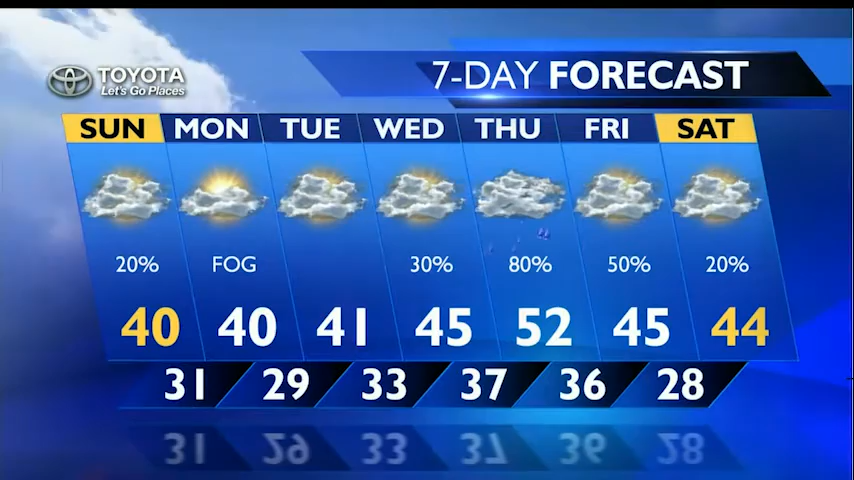 TOYOTA
Let's Go Places
7-DAY FORECAST
SUN MON TUE WED THU FRI SAT
20% FOG 30% 80% 50% 20%
40 40 41 45 52 45 44
31 29 33 37 36 28